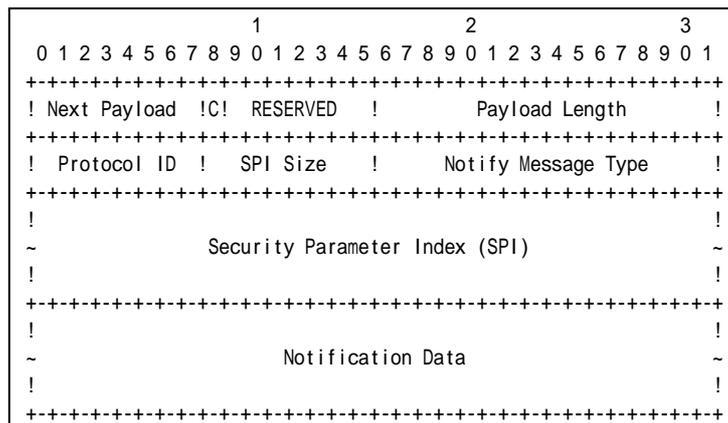 1                   2                   3
 0 1 2 3 4 5 6 7 8 9 0 1 2 3 4 5 6 7 8 9 0 1 2 3 4 5 6 7 8 9 0 1
+-+-+-+-+-+-+-+-+-+-+-+-+-+-+-+-+-+-+-+-+-+-+-+-+-+-+-+-+-+-+-+-+
! Next Payload  !C!  RESERVED   !         Payload Length        !
+-+-+-+-+-+-+-+-+-+-+-+-+-+-+-+-+-+-+-+-+-+-+-+-+-+-+-+-+-+-+-+-+
!  Protocol ID  !   SPI Size    !      Notify Message Type      !
+-+-+-+-+-+-+-+-+-+-+-+-+-+-+-+-+-+-+-+-+-+-+-+-+-+-+-+-+-+-+-+-+
!                                                               !
~                Security Parameter Index (SPI)                 ~
!                                                               !
+-+-+-+-+-+-+-+-+-+-+-+-+-+-+-+-+-+-+-+-+-+-+-+-+-+-+-+-+-+-+-+-+
!                                                               !
~                       Notification Data                       ~
!                                                               !
+-+-+-+-+-+-+-+-+-+-+-+-+-+-+-+-+-+-+-+-+-+-+-+-+-+-+-+-+-+-+-+-+